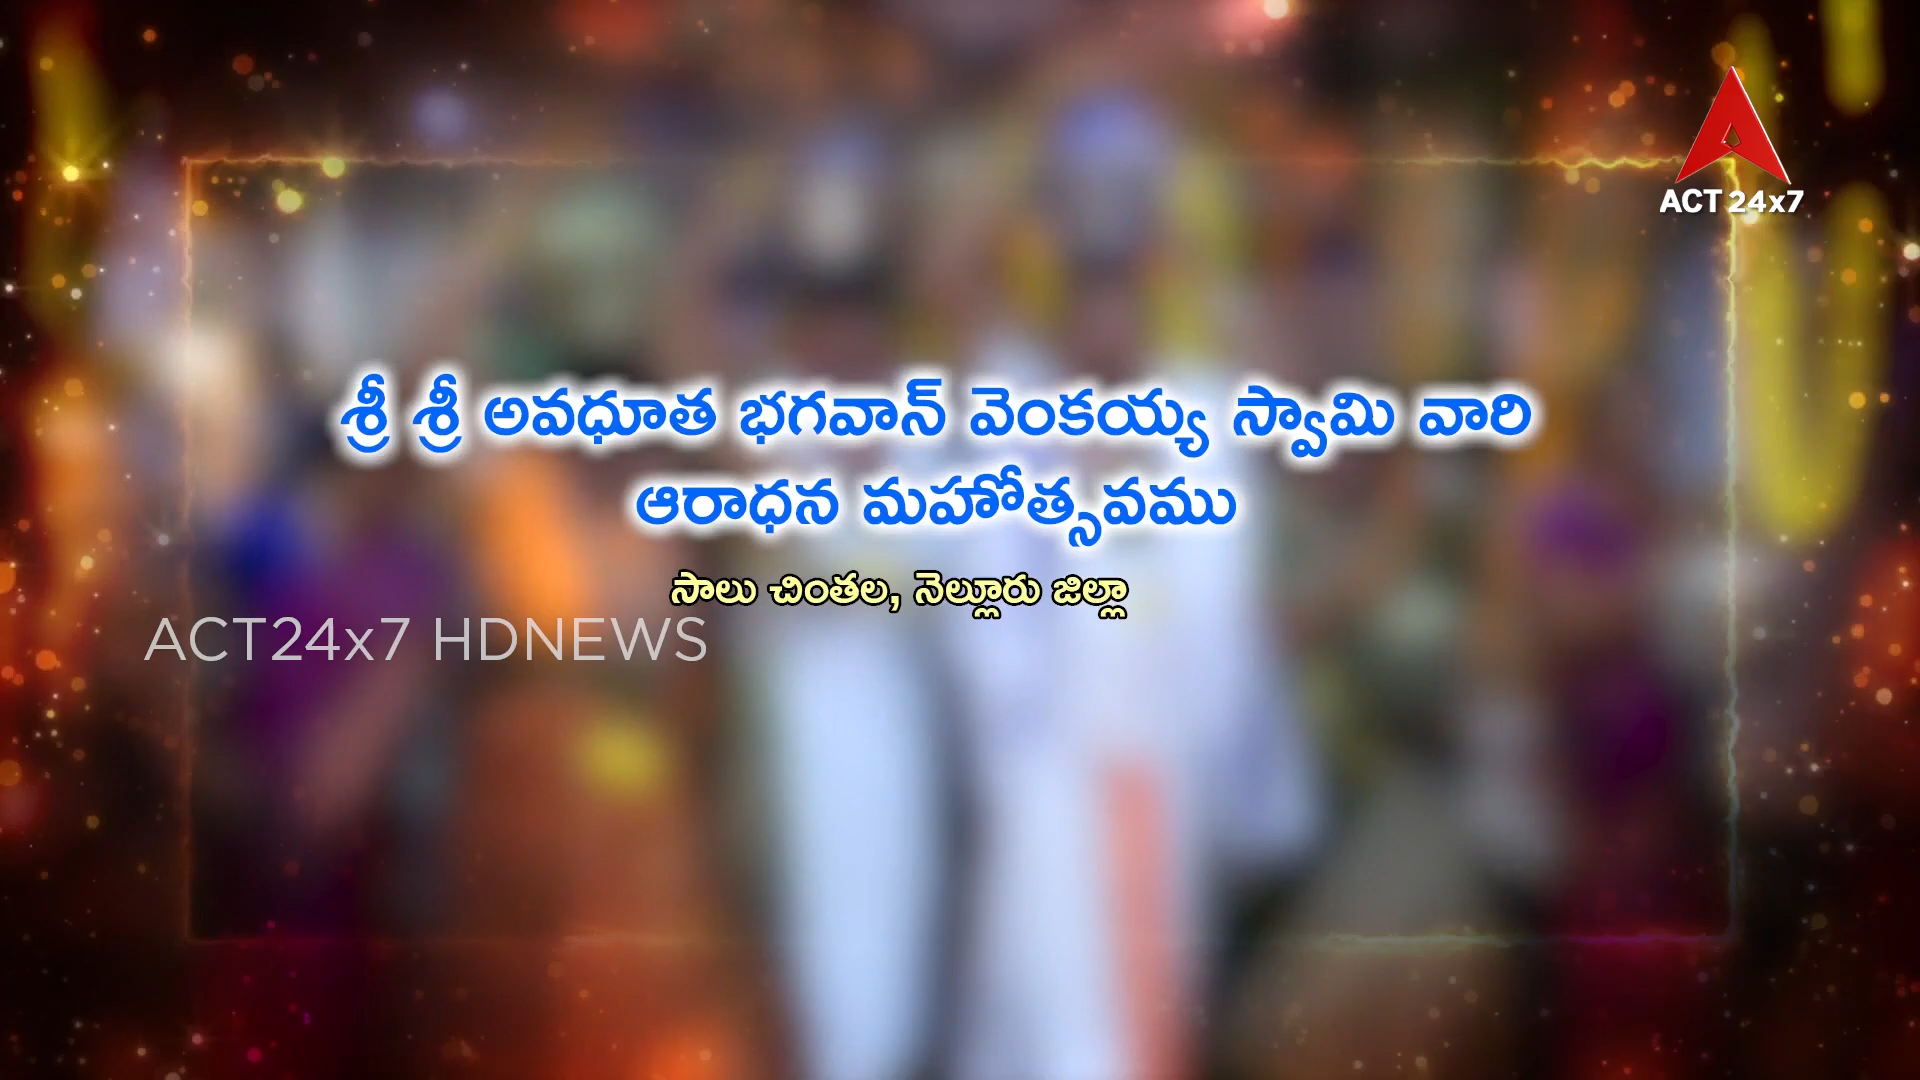 ACT 24x7
శ్రీ శ్రీ అవధూత భగవాన్ వెంకయ్య స్వామి వారి
ఆరాధన మహోత్సవము
సాలు చింతల, నెల్లూరు జిల్లా
ACT24x7 HDNEWS